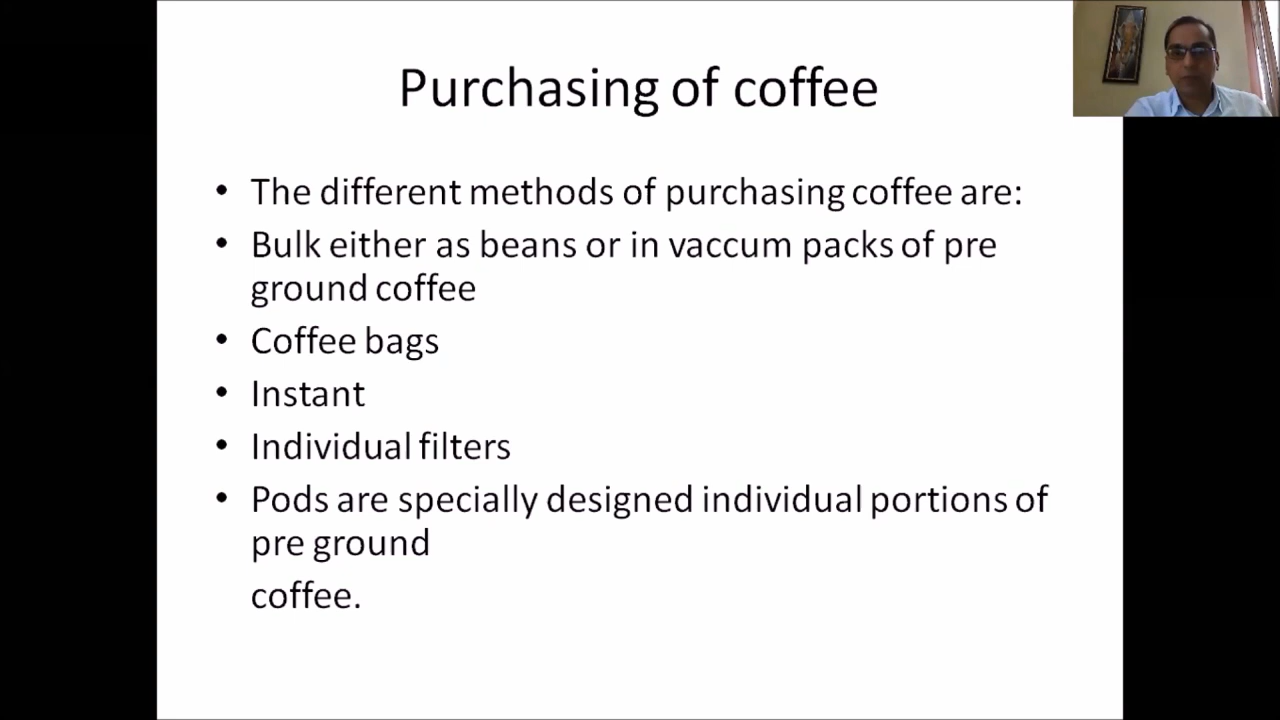 Purchasing of coffee
• The different methods of purchasing coffee are:
• Bulk either as beans or in vaccum packs of pre
ground coffee
• Coffee bags
• Instant
• Individual filters
• Pods are specially designed individual portions of
pre ground
coffee.